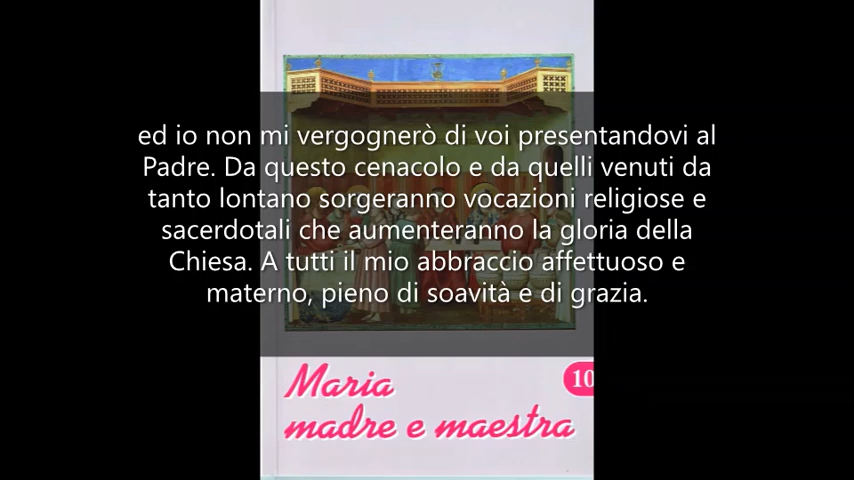 ed io non mi vergognerò di voi presentandovi al
Padre. Da questo cenacolo e da quelli venuti da
tanto lontano sorgeranno vocazioni religiose e
sacerdotali che aumenteranno la gloria della
Chiesa. A tutti il mio abbraccio affettuoso e
materno, pieno di soavità e di grazia.
Maria
10
madre e maestra